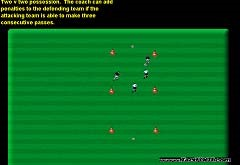 Two v two possession. The coach can add
penalties to the defending team if the
attacking team is able to make three
consecutive passes.